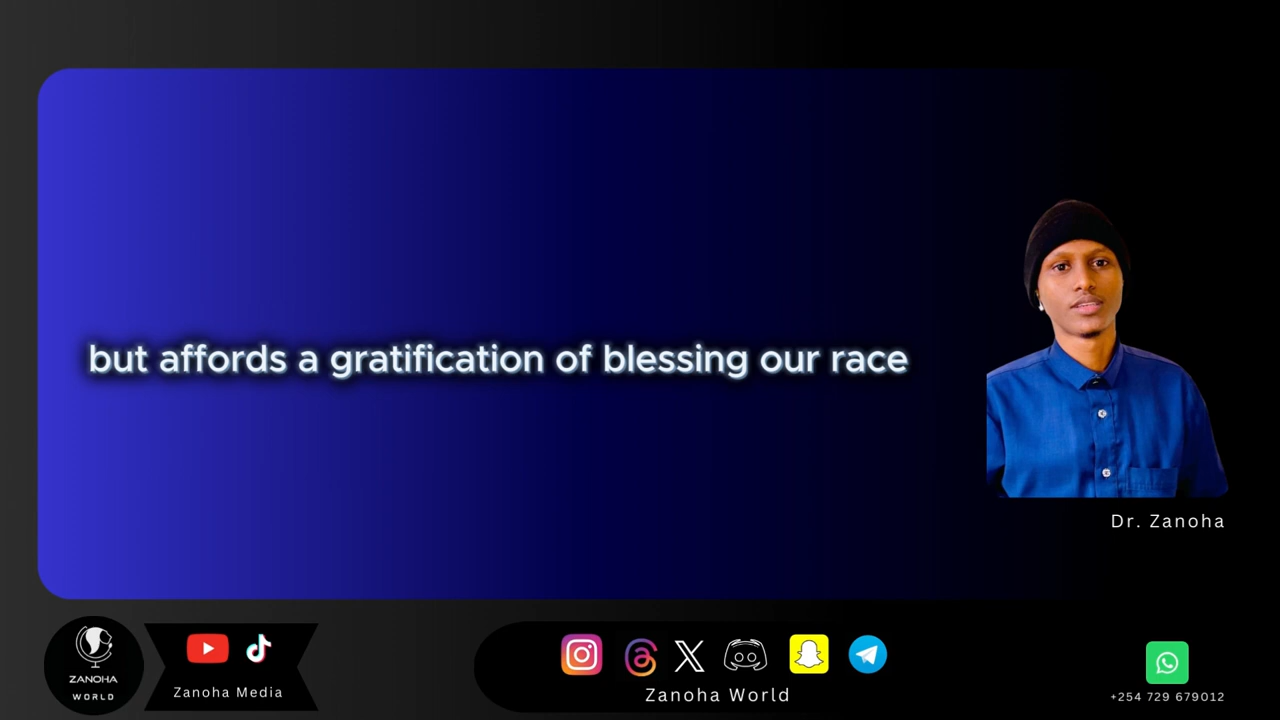 but affords a gratification of blessing our race
Dr. Zanoha
ZANOHA
WORLD
Zanoha Media
Zanoha World
+254 729 679012